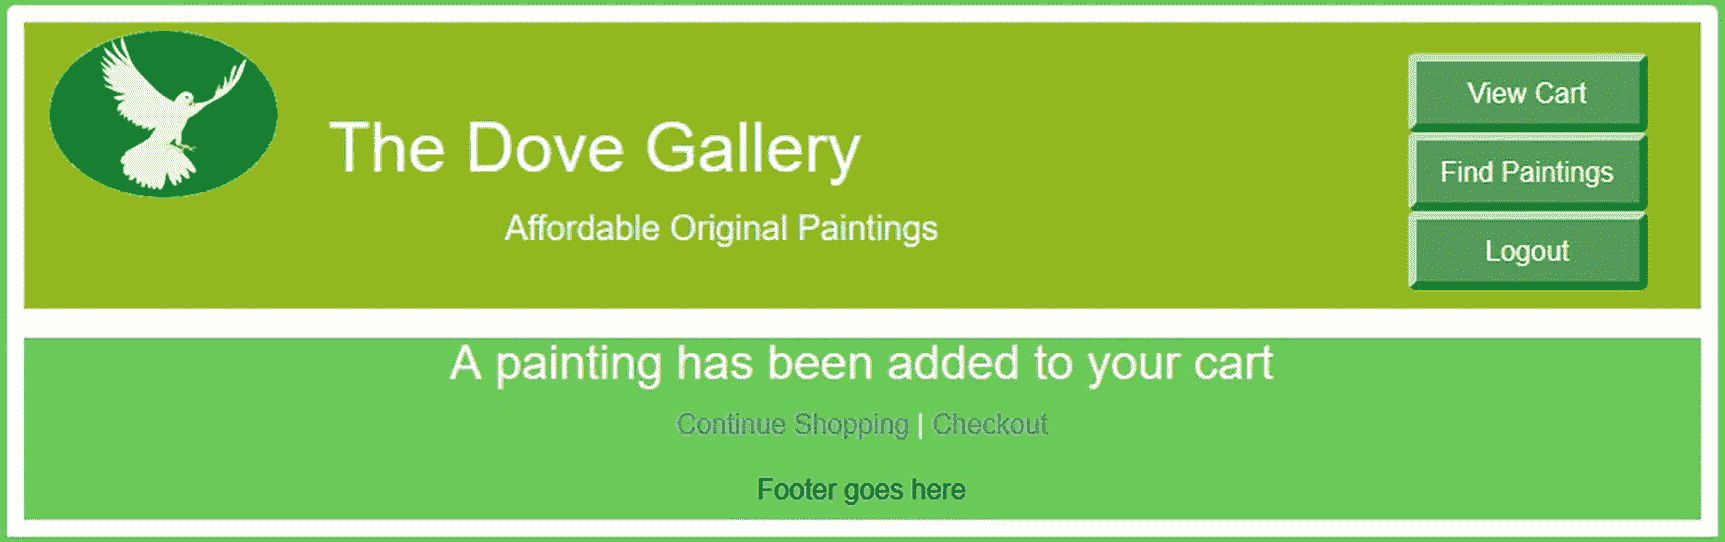 The Dove Gallery
Affordable Original Paintings
View Cart
Find Paintings
Logout
A painting has been added to your cart
Continue Shopping | Checkout
Footer goes here